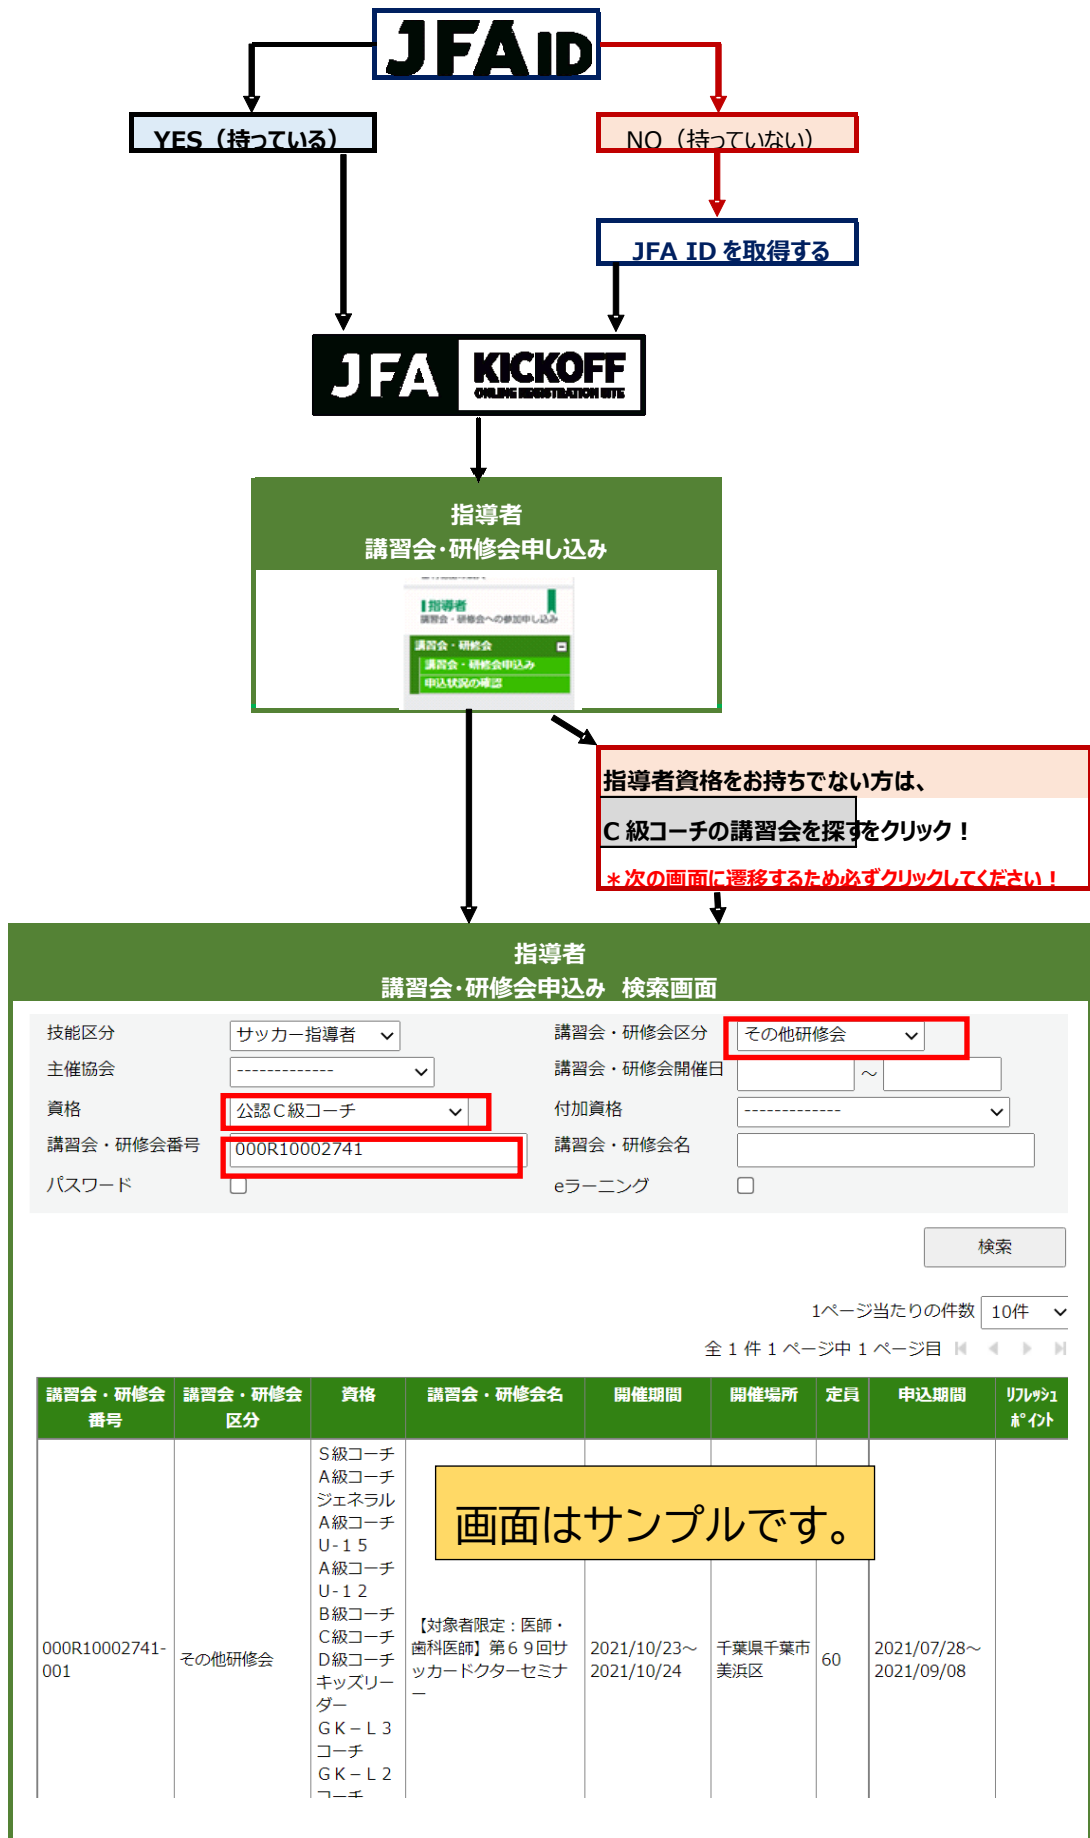 JFA ID
YES（持っている）
NO（持っていない）
JFA ID を取得する
JFA KICKOFF
ONLINE REGISTRATION SITE
指導者
講習会・研修会申し込み
指導者
講習会・研修会への参加申し込み
講習会・研修会
講習会・研修会申込み
申込状況の確認
指導者資格をお持ちでない方は、
C 級コーチの講習会を探すをクリック！
＊次の画面に遷移するため必ずクリックしてください！
指導者
講習会・研修会申込み 検索画面
技能区分 サッカー指導者 講習会・研修会区分 その他研修会
主催協会 ------------- 講習会・研修会開催日 ～
資格 公認Ｃ級コーチ 付加資格 -------------
講習会・研修会番号 000R10002741 講習会・研修会名
パスワード eラーニング
検索
1ページ当たりの件数 10件
全 1 件 1 ページ中 1 ページ目
講習会・研修会番号 講習会・研修会区分 資格 講習会・研修会名 開催期間 開催場所 定員 申込期間 ﾘﾌﾚｯｼｭﾎﾟｲﾝﾄ
画面はサンプルです。
000R10002741-
001
その他研修会
Ｓ級コーチ
Ａ級コーチ
ジェネラル
Ａ級コーチ
Ｕ-１５
Ａ級コーチ
Ｕ-１２
Ｂ級コーチ
Ｃ級コーチ
Ｄ級コーチ
キッズリー
ダー
ＧＫ－Ｌ３
コーチ
ＧＫ－Ｌ２
コーチ
【対象者限定：医師・
歯科医師】第６９回サ
ッカードクターセミナ
ー
2021/10/23～
2021/10/24
千葉県千葉市
美浜区
60
2021/07/28～
2021/09/08